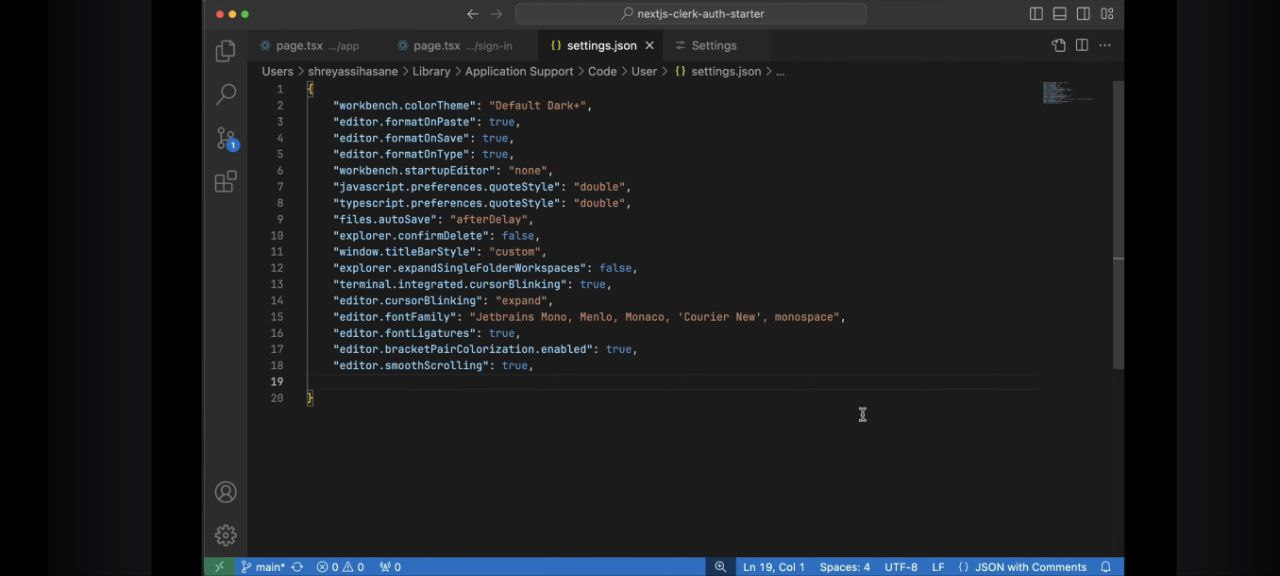 nextjs-clerk-auth-starter
page.tsx .../app
page.tsx .../sign-in
{} settings.json
Settings
Users > shreyassihasane > Library > Application Support > Code > User > {} settings.json > ...
1 {
2 "workbench.colorTheme": "Default Dark+",
3 "editor.formatOnPaste": true,
4 "editor.formatOnSave": true,
5 "editor.formatOnType": true,
6 "workbench.startupEditor": "none",
7 "javascript.preferences.quoteStyle": "double",
8 "typescript.preferences.quoteStyle": "double",
9 "files.autoSave": "afterDelay",
10 "explorer.confirmDelete": false,
11 "window.titleBarStyle": "custom",
12 "explorer.expandSingleFolderWorkspaces": false,
13 "terminal.integrated.cursorBlinking": true,
14 "editor.cursorBlinking": "expand",
15 "editor.fontFamily": "Jetbrains Mono, Menlo, Monaco, 'Courier New', monospace",
16 "editor.fontLigatures": true,
17 "editor.bracketPairColorization.enabled": true,
18 "editor.smoothScrolling": true,
19
20 }
1
main* 0 0 0 Ln 19, Col 1 Spaces: 4 UTF-8 LF {} JSON with Comments